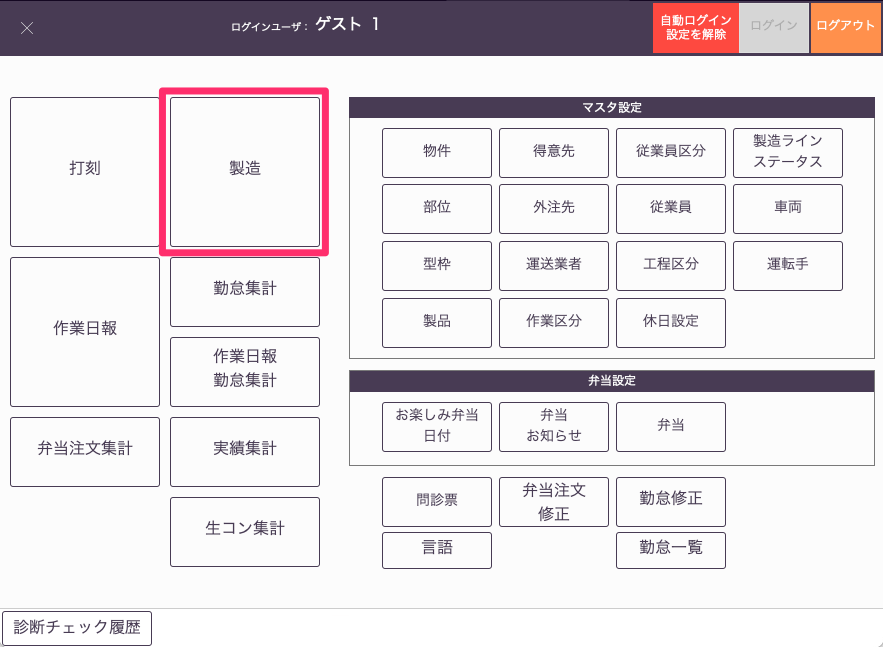 ログインユーザ： ゲスト 1
自動ログイン
設定を解除
ログイン
ログアウト
打刻
製造
作業日報
勤怠集計
作業日報
勤怠集計
弁当注文集計
実績集計
生コン集計
マスタ設定
物件
得意先
従業員区分
製造ライン
ステータス
部位
外注先
従業員
車両
型枠
運送業者
工程区分
運転手
製品
作業区分
休日設定
弁当設定
お楽しみ弁当
日付
弁当
お知らせ
弁当
問診票
弁当注文
修正
勤怠修正
言語
勤怠一覧
診断チェック履歴